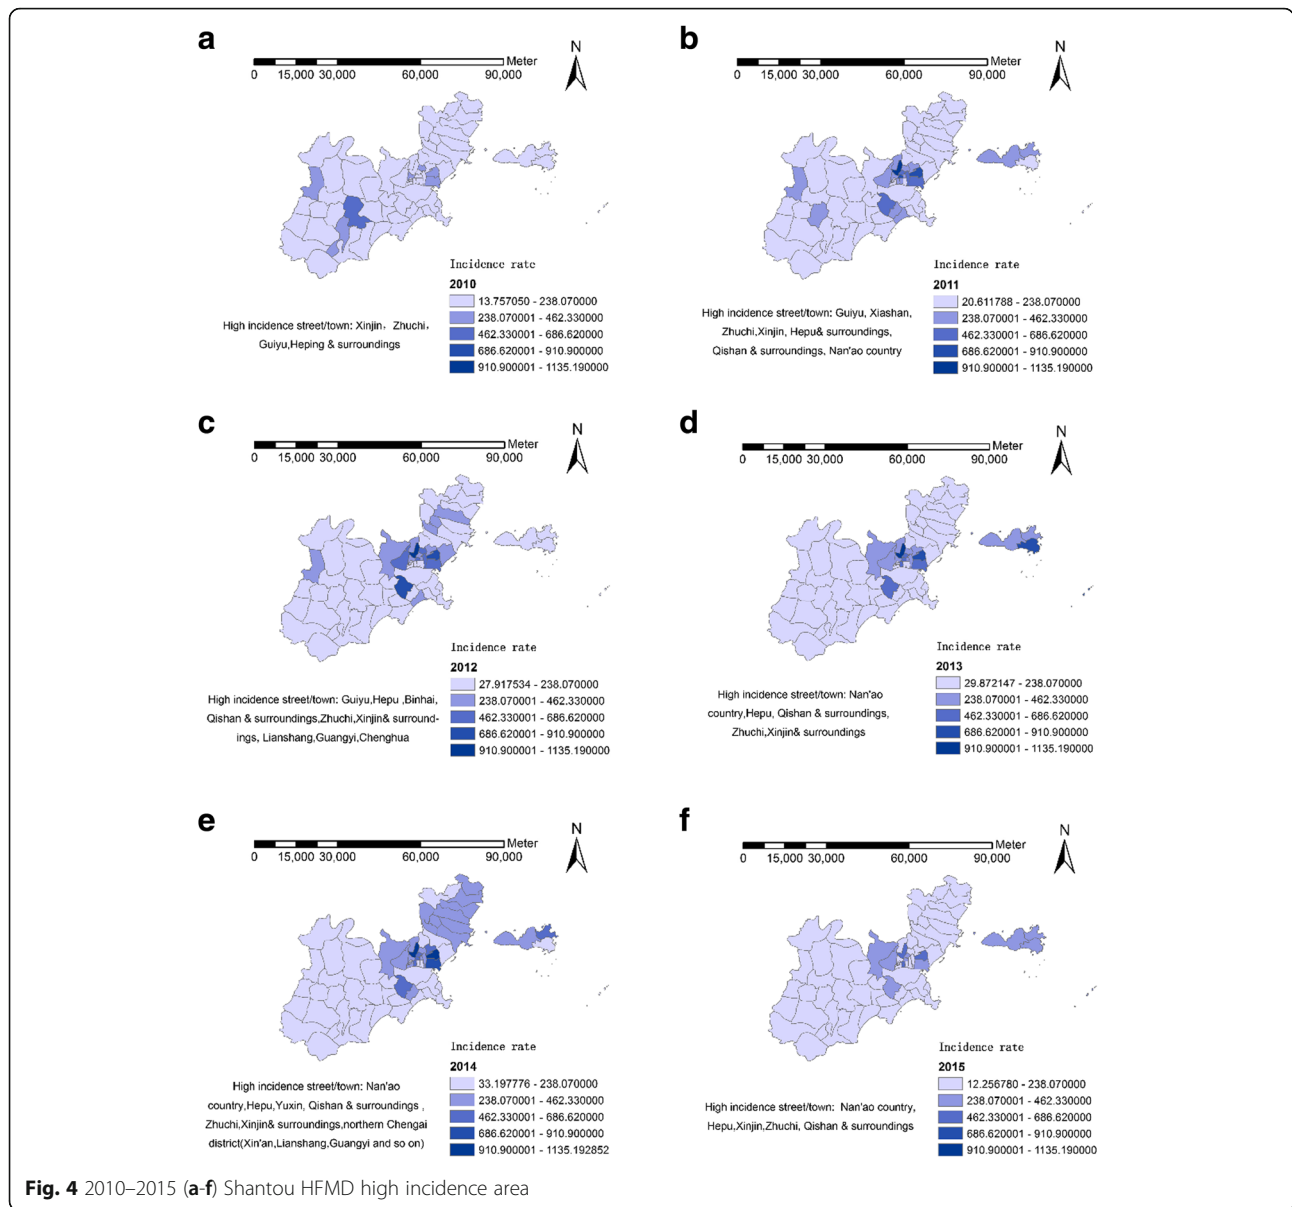 a
N
Meter
0 15,000 30,000 60,000 90,000
Incidence rate
2010
13.757050 - 238.070000
238.070001 - 462.330000
462.330001 - 686.620000
686.620001 - 910.900000
910.900001 - 1135.190000
High incidence street/town: Xinjin, Zhuchi,
Guiyu,Heping & surroundings
b
N
Meter
0 15,000 30,000 60,000 90,000
Incidence rate
2011
20.611788 - 238.070000
238.070001 - 462.330000
462.330001 - 686.620000
686.620001 - 910.900000
910.900001 - 1135.190000
High incidence street/town: Guiyu, Xiashan,
Zhuchi,Xinjin, Hepu& surroundings,
Qishan & surroundings, Nan'ao country
c
N
Meter
0 15,000 30,000 60,000 90,000
Incidence rate
2012
27.917534 - 238.070000
238.070001 - 462.330000
462.330001 - 686.620000
686.620001 - 910.900000
910.900001 - 1135.190000
High incidence street/town: Guiyu,Hepu ,Binhai,
Qishan & surroundings,Zhuchi,Xinjin& surround-
ings, Lianshang,Guangyi,Chenghua
d
N
Meter
0 15,000 30,000 60,000 90,000
Incidence rate
2013
29.872147 - 238.070000
238.070001 - 462.330000
462.330001 - 686.620000
686.620001 - 910.900000
910.900001 - 1135.190000
High incidence street/town: Nan'ao
country,Hepu, Qishan & surroundings,
Zhuchi,Xinjin& surroundings
e
N
Meter
0 15,000 30,000 60,000 90,000
Incidence rate
2014
33.197776 - 238.070000
238.070001 - 462.330000
462.330001 - 686.620000
686.620001 - 910.900000
910.900001 - 1135.192852
High incidence street/town: Nan'ao
country,Hepu,Yuxin, Qishan & surroundings ,
Zhuchi,Xinjin& surroundings,northern Chengai
district(Xin'an,Lianshang,Guangyi and so on)
f
N
Meter
0 15,000 30,000 60,000 90,000
Incidence rate
2015
12.256780 - 238.070000
238.070001 - 462.330000
462.330001 - 686.620000
686.620001 - 910.900000
910.900001 - 1135.190000
High incidence street/town: Nan'ao country,
Hepu,Xinjin,Zhuchi, Qishan & surroundings
Fig. 4 2010–2015 (a-f) Shantou HFMD high incidence area